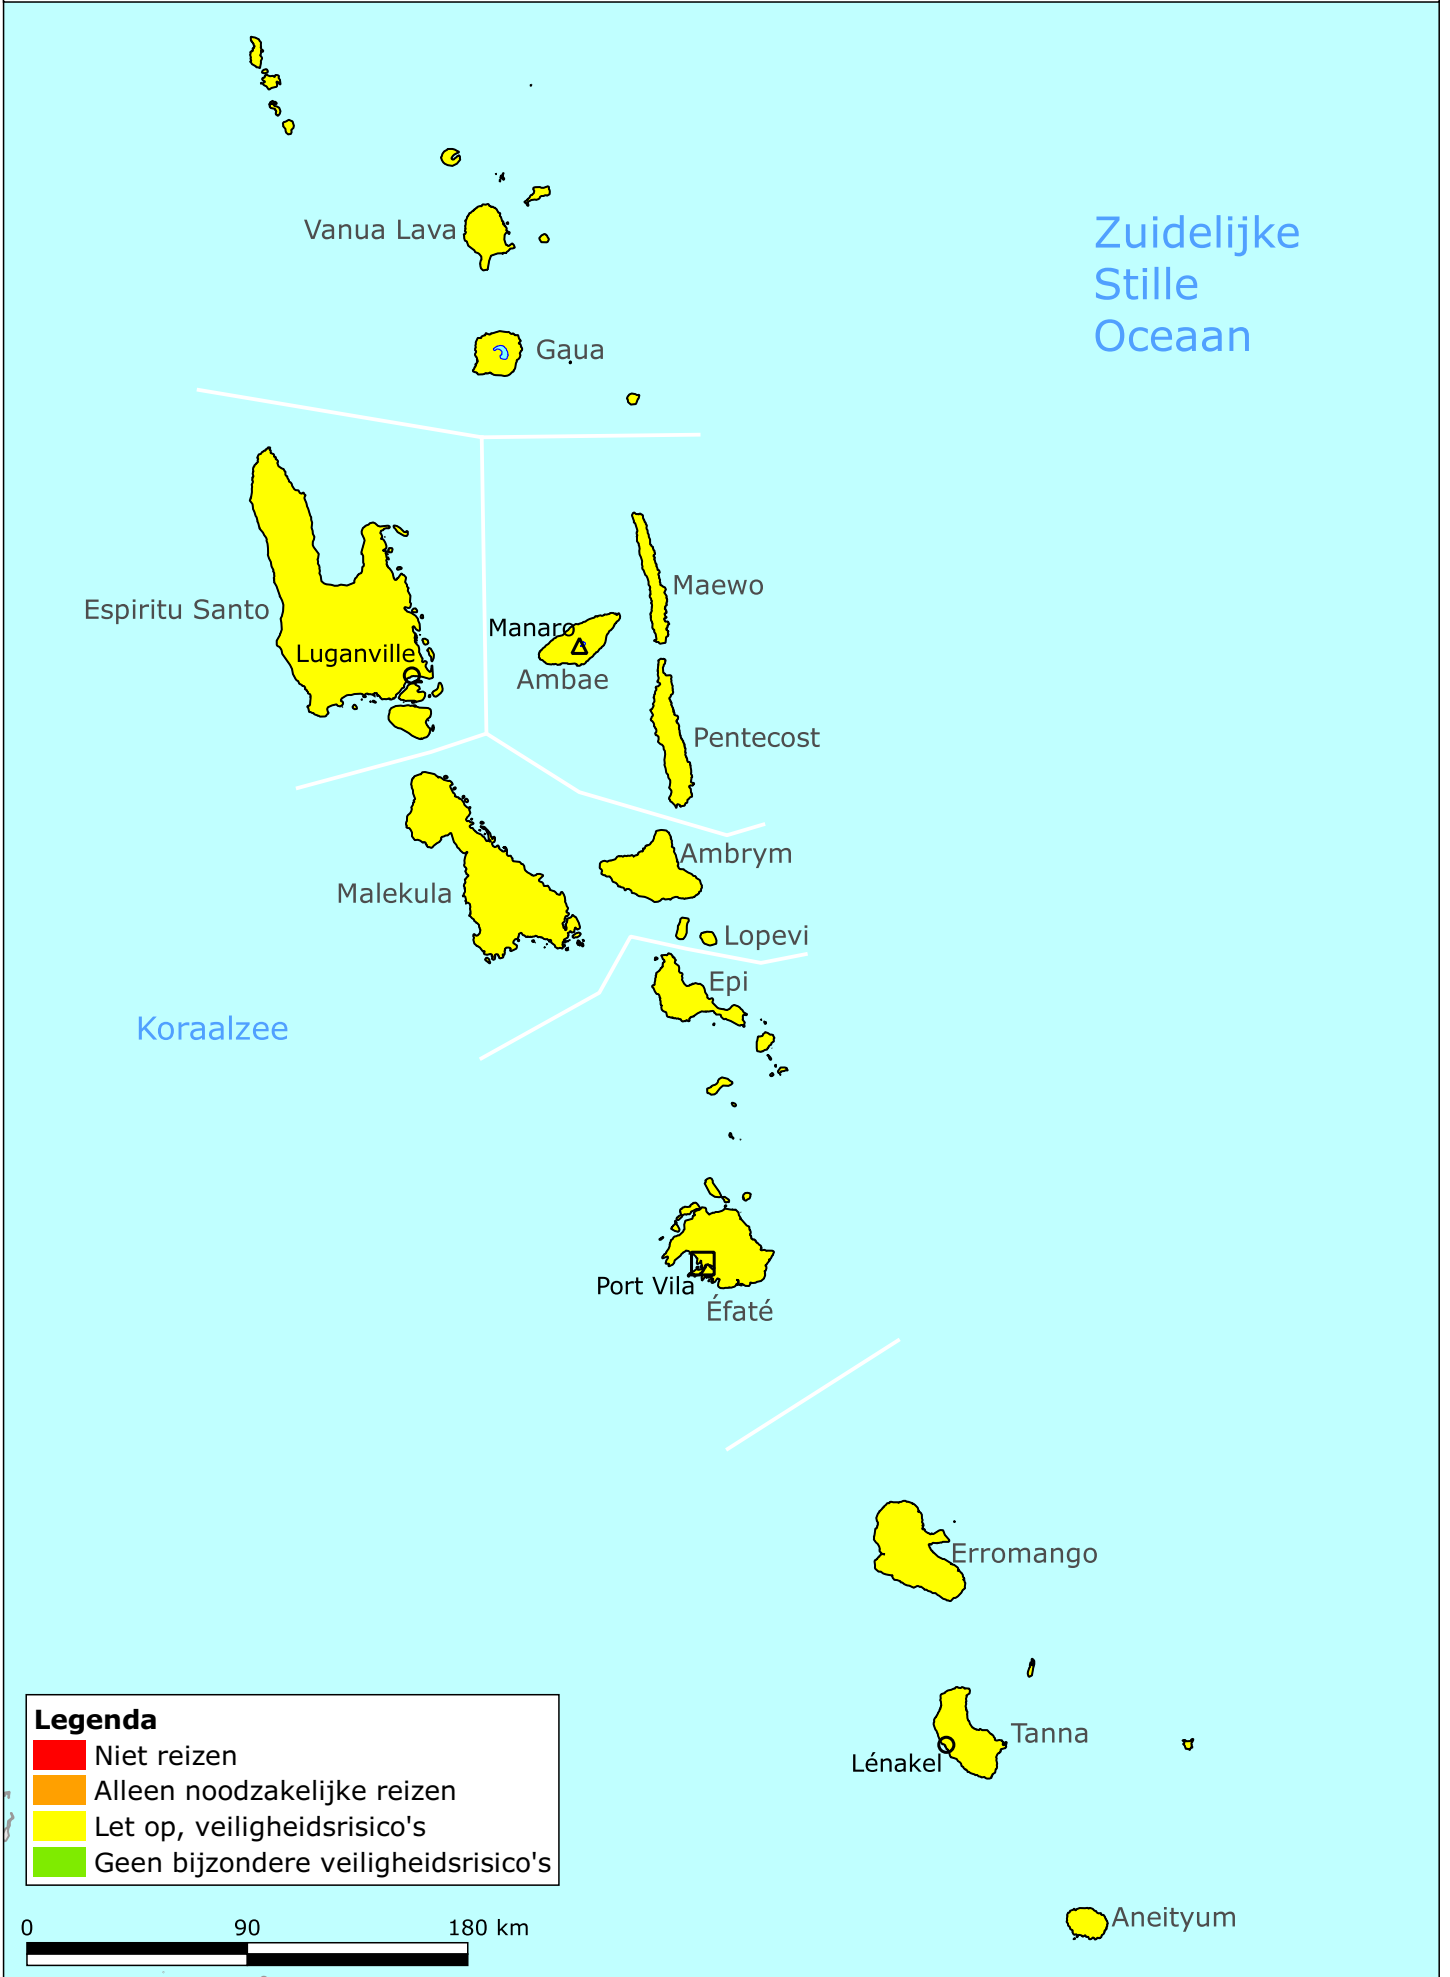 Vanua Lava
Zuidelijke
Stille
Oceaan
Gaua
Maewo
Espiritu Santo
Manaro
Luganville
Ambae
Pentecost
Ambrym
Malekula
Lopevi
Epi
Koraalzee
Port Vila
Éfaté
Erromango
Tanna
Lénakel
Legenda
Niet reizen
Alleen noodzakelijke reizen
Let op, veiligheidsrisico's
Geen bijzondere veiligheidsrisico's
Aneityum
0 90 180 km